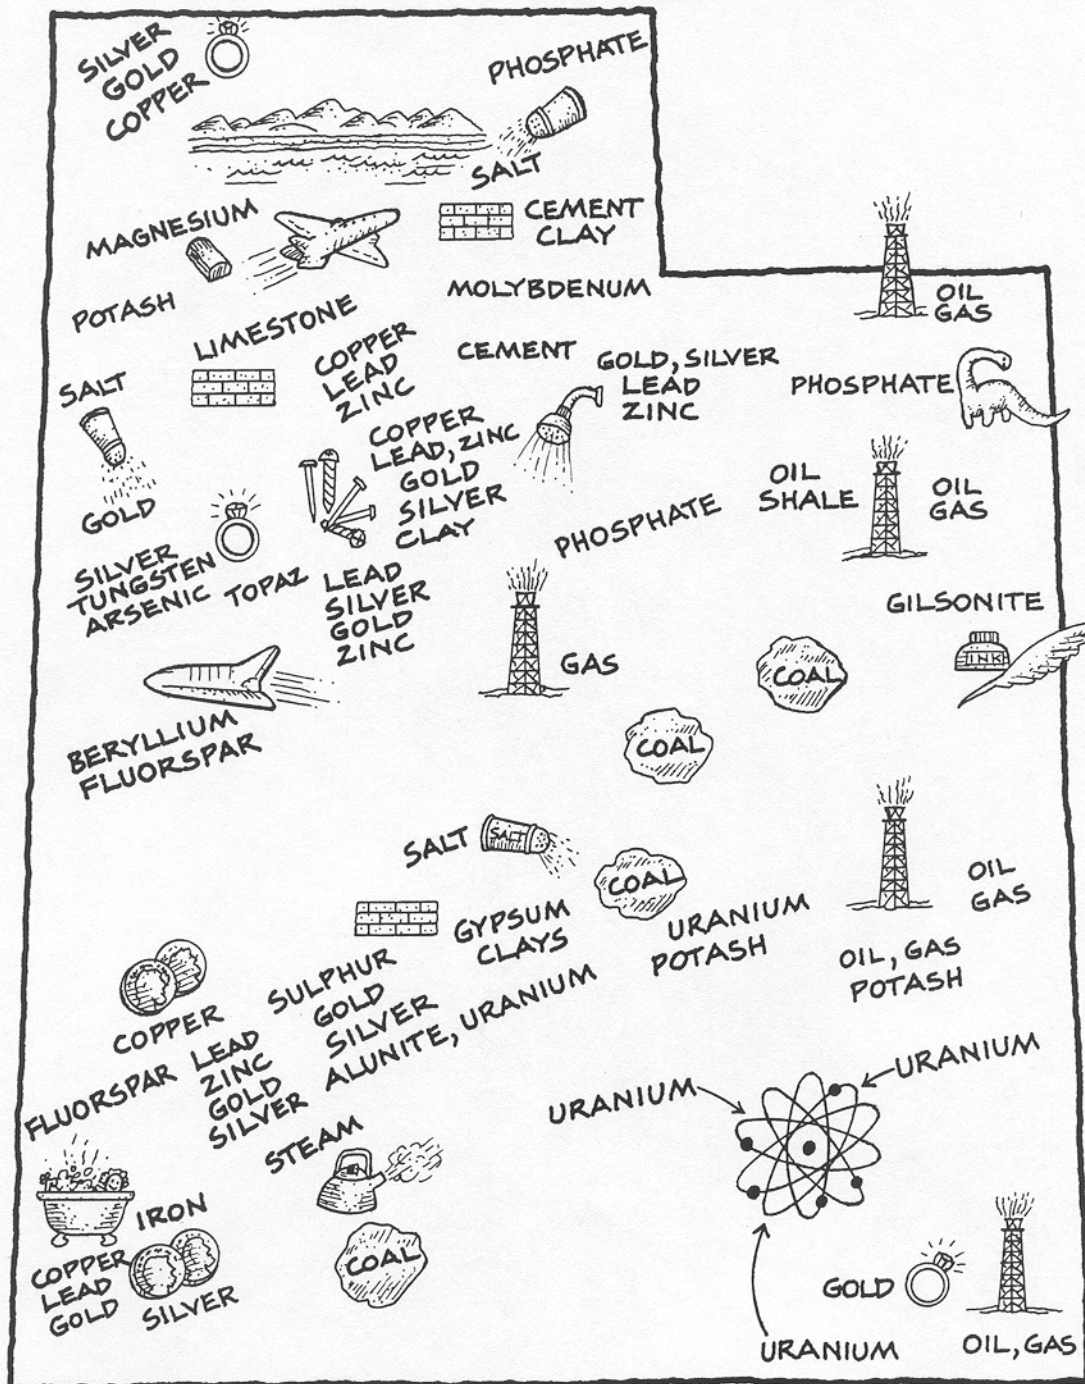 SILVER
GOLD
COPPER
PHOSPHATE
SALT
MAGNESIUM
CEMENT
CLAY
POTASH
MOLYBDENUM
OIL
GAS
LIMESTONE
COPPER
LEAD
ZINC
CEMENT
GOLD, SILVER
LEAD
ZINC
PHOSPHATE
SALT
COPPER
LEAD, ZINC
GOLD
SILVER
CLAY
GOLD
OIL
SHALE
OIL
GAS
PHOSPHATE
SILVER
TUNGSTEN
ARSENIC
TOPAZ
LEAD
SILVER
GOLD
ZINC
GILSONITE
INK
GAS
COAL
COAL
BERYLLIUM
FLUORSPAR
SALT
SALT
COAL
OIL
GAS
GYPSUM
CLAYS
URANIUM
POTASH
OIL, GAS
POTASH
COPPER
SULPHUR
GOLD
SILVER
ALUNITE, URANIUM
FLUORSPAR
LEAD
ZINC
GOLD
SILVER
URANIUM
URANIUM
STEAM
IRON
COPPER
LEAD
GOLD
SILVER
COAL
GOLD
URANIUM
OIL, GAS